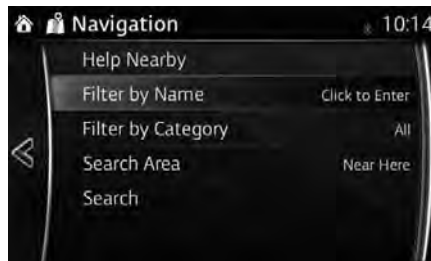 Navigation 10:14
Help Nearby
Filter by Name Click to Enter
Filter by Category All
Search Area Near Here
Search